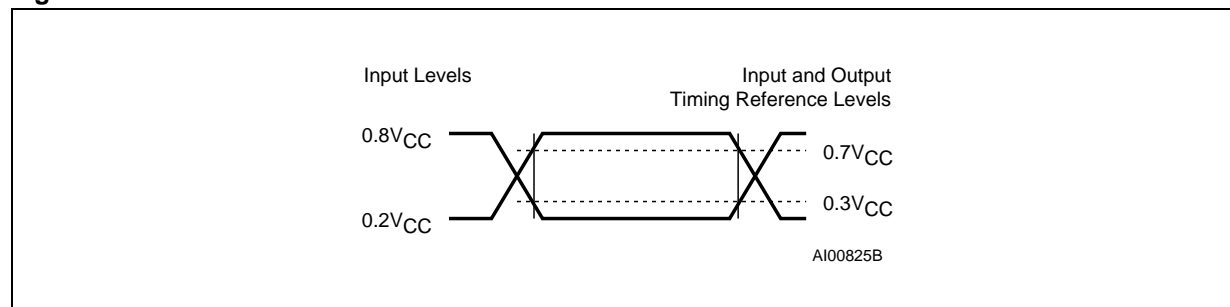 Input Levels
Input and Output
Timing Reference Levels
0.8VCC
0.7VCC
0.3VCC
0.2VCC
AI00825B